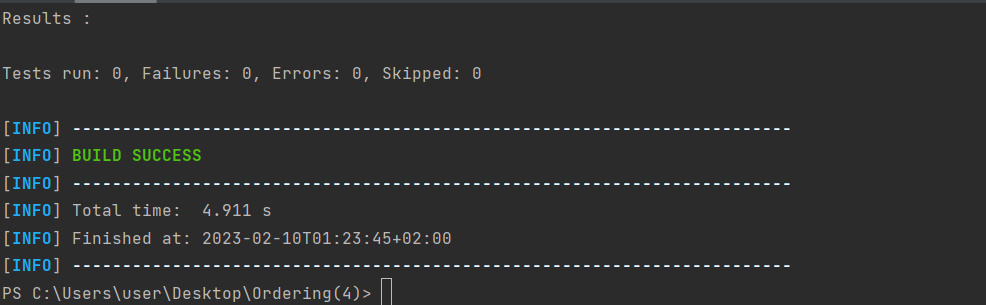 Results :
Tests run: 0, Failures: 0, Errors: 0, Skipped: 0
[INFO] ------------------------------------------------------------------------
[INFO] BUILD SUCCESS
[INFO] ------------------------------------------------------------------------
[INFO] Total time:  4.911 s
[INFO] Finished at: 2023-02-10T01:23:45+02:00
[INFO] ------------------------------------------------------------------------
PS C:\Users\user\Desktop\Ordering(4)>